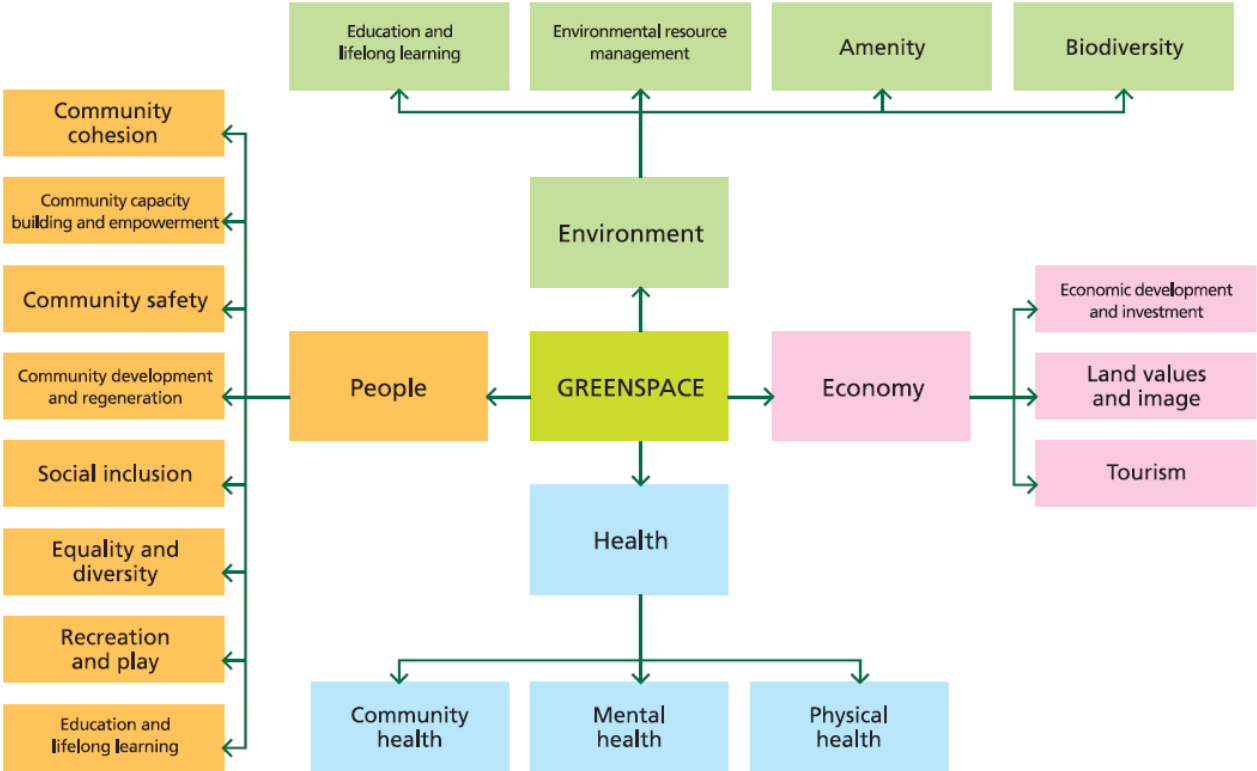 Education and
lifelong learning
Environmental resource
management
Amenity
Biodiversity
Community
cohesion
Community capacity
building and empowerment
Community safety
Community development
and regeneration
Social inclusion
Equality and
diversity
Recreation
and play
Education and
lifelong learning
Environment
People
GREENSPACE
Economy
Health
Economic development
and investment
Land values
and image
Tourism
Community
health
Mental
health
Physical
health